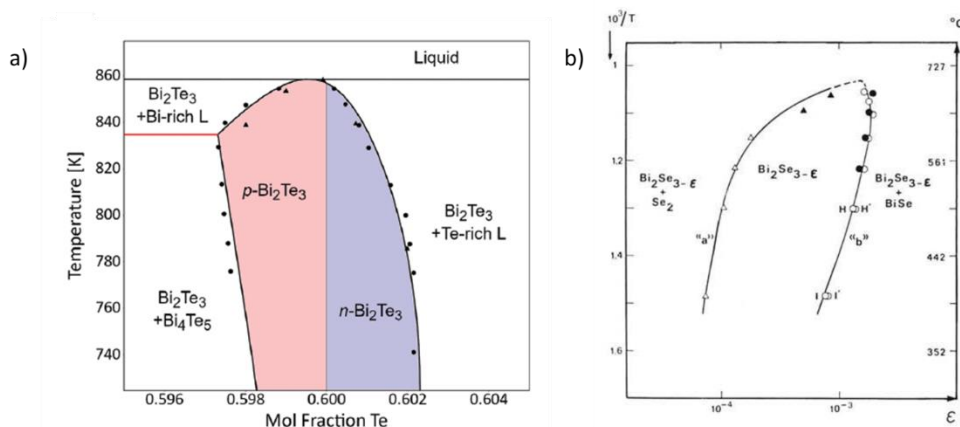 a)
Liquid
860
840
820
800
780
760
740
Temperature [K]
Bi₂Te₃
+Bi-rich L
p-Bi₂Te₃
n-Bi₂Te₃
Bi₂Te₃
+Te-rich L
Bi₂Te₃
+Bi₄Te₅
0.596
0.598
0.600
0.602
0.604
Mol Fraction Te
b)
10³/T
°C
1
1.2
1.4
1.6
727
561
442
352
Bi₂Se₃₋ε
+
Se₂
Bi₂Se₃₋ε
Bi₂Se₃₋ε
+
BiSe
H H'
«a»
«b»
I I'
10⁻⁴
10⁻³
ε